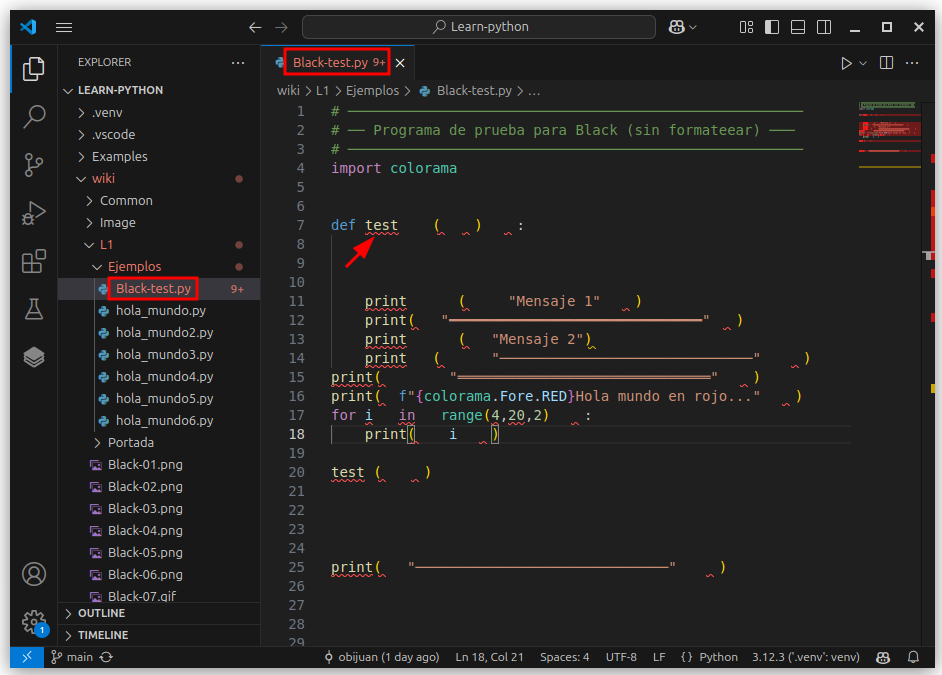 Learn-python
EXPLORER
LEARN-PYTHON
.venv
.vscode
Examples
wiki
Common
Image
L1
Ejemplos
Black-test.py 9+
hola_mundo.py
hola_mundo2.py
hola_mundo3.py
hola_mundo4.py
hola_mundo5.py
hola_mundo6.py
Portada
Black-01.png
Black-02.png
Black-03.png
Black-04.png
Black-05.png
Black-06.png
Black-07.gif
OUTLINE
TIMELINE
1
Black-test.py 9+
wiki > L1 > Ejemplos > Black-test.py > ...
1 # ──────────────────────────────
2 # ── Programa de prueba para Black (sin formateear) ───
3 # ──────────────────────────────
4 import colorama
5
6
7 def test    (  )   :
8
9
10
11     print      (     "Mensaje 1"   )
12     print(   "══════════════════════════════"   )
13     print      (   "Mensaje 2")
14     print   (      "──────────────────────────────"     )
15 print(        "══════════════════════════════"    )
16 print(  f"{colorama.Fore.RED}Hola mundo en rojo..."   )
17 for i   in   range(4,20,2)    :
18     print(    i    )
19
20 test (     )
21
22
23
24
25 print(   "──────────────────────────────"     )
26
27
28
29
main
obijuan (1 day ago) Ln 18, Col 21 Spaces: 4 UTF-8 LF {} Python 3.12.3 ('.venv': venv)